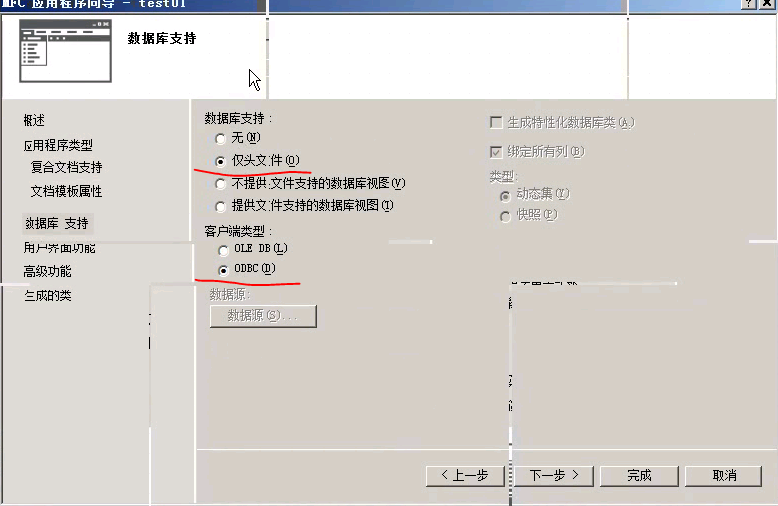 MFC 应用程序向导 - testUI
数据库支持
概述
应用程序类型
复合文档支持
文档模板属性
数据库 支持
用户界面功能
高级功能
生成的类
数据库支持:
无(N)
仅头文件(O)
不提供文件支持的数据库视图(V)
提供文件支持的数据库视图(I)
客户端类型:
OLE DB(L)
ODBC(D)
数据源:
数据源(S)...
生成特性化数据库类(A)
绑定所有列(B)
类型:
动态集(Y)
快照(P)
< 上一步
下一步 >
完成
取消